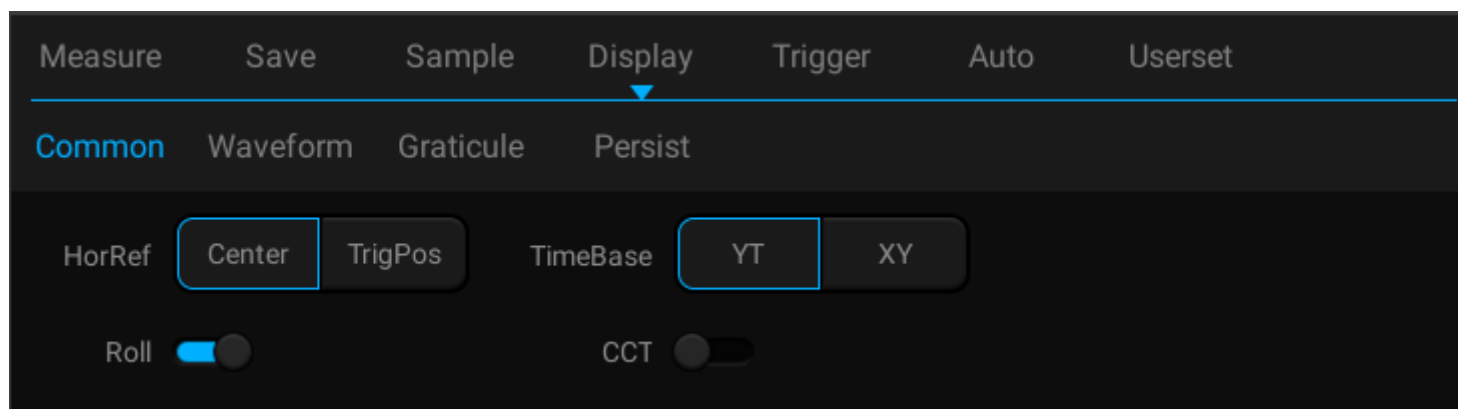 Measure Save Sample Display Trigger Auto Userset
Common Waveform Graticule Persist
HorRef Center TrigPos TimeBase YT XY
Roll CCT